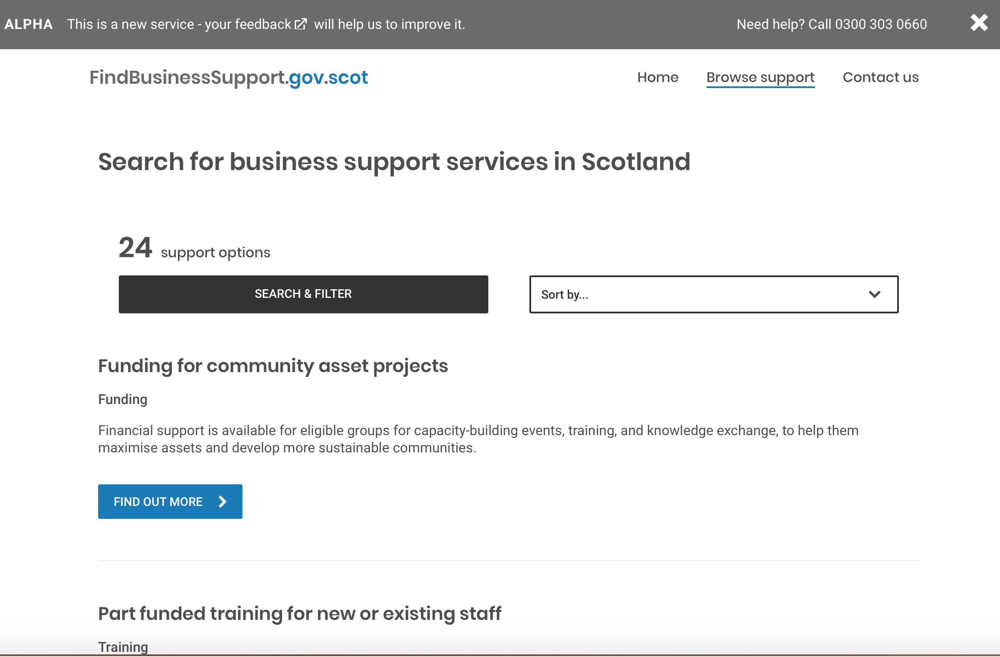 ALPHA This is a new service - your feedback will help us to improve it. Need help? Call 0300 303 0660
FindBusinessSupport.gov.scot Home Browse support Contact us
Search for business support services in Scotland
24 support options
SEARCH & FILTER Sort by...
Funding for community asset projects
Funding
Financial support is available for eligible groups for capacity-building events, training, and knowledge exchange, to help them
maximise assets and develop more sustainable communities.
FIND OUT MORE
Part funded training for new or existing staff
Training